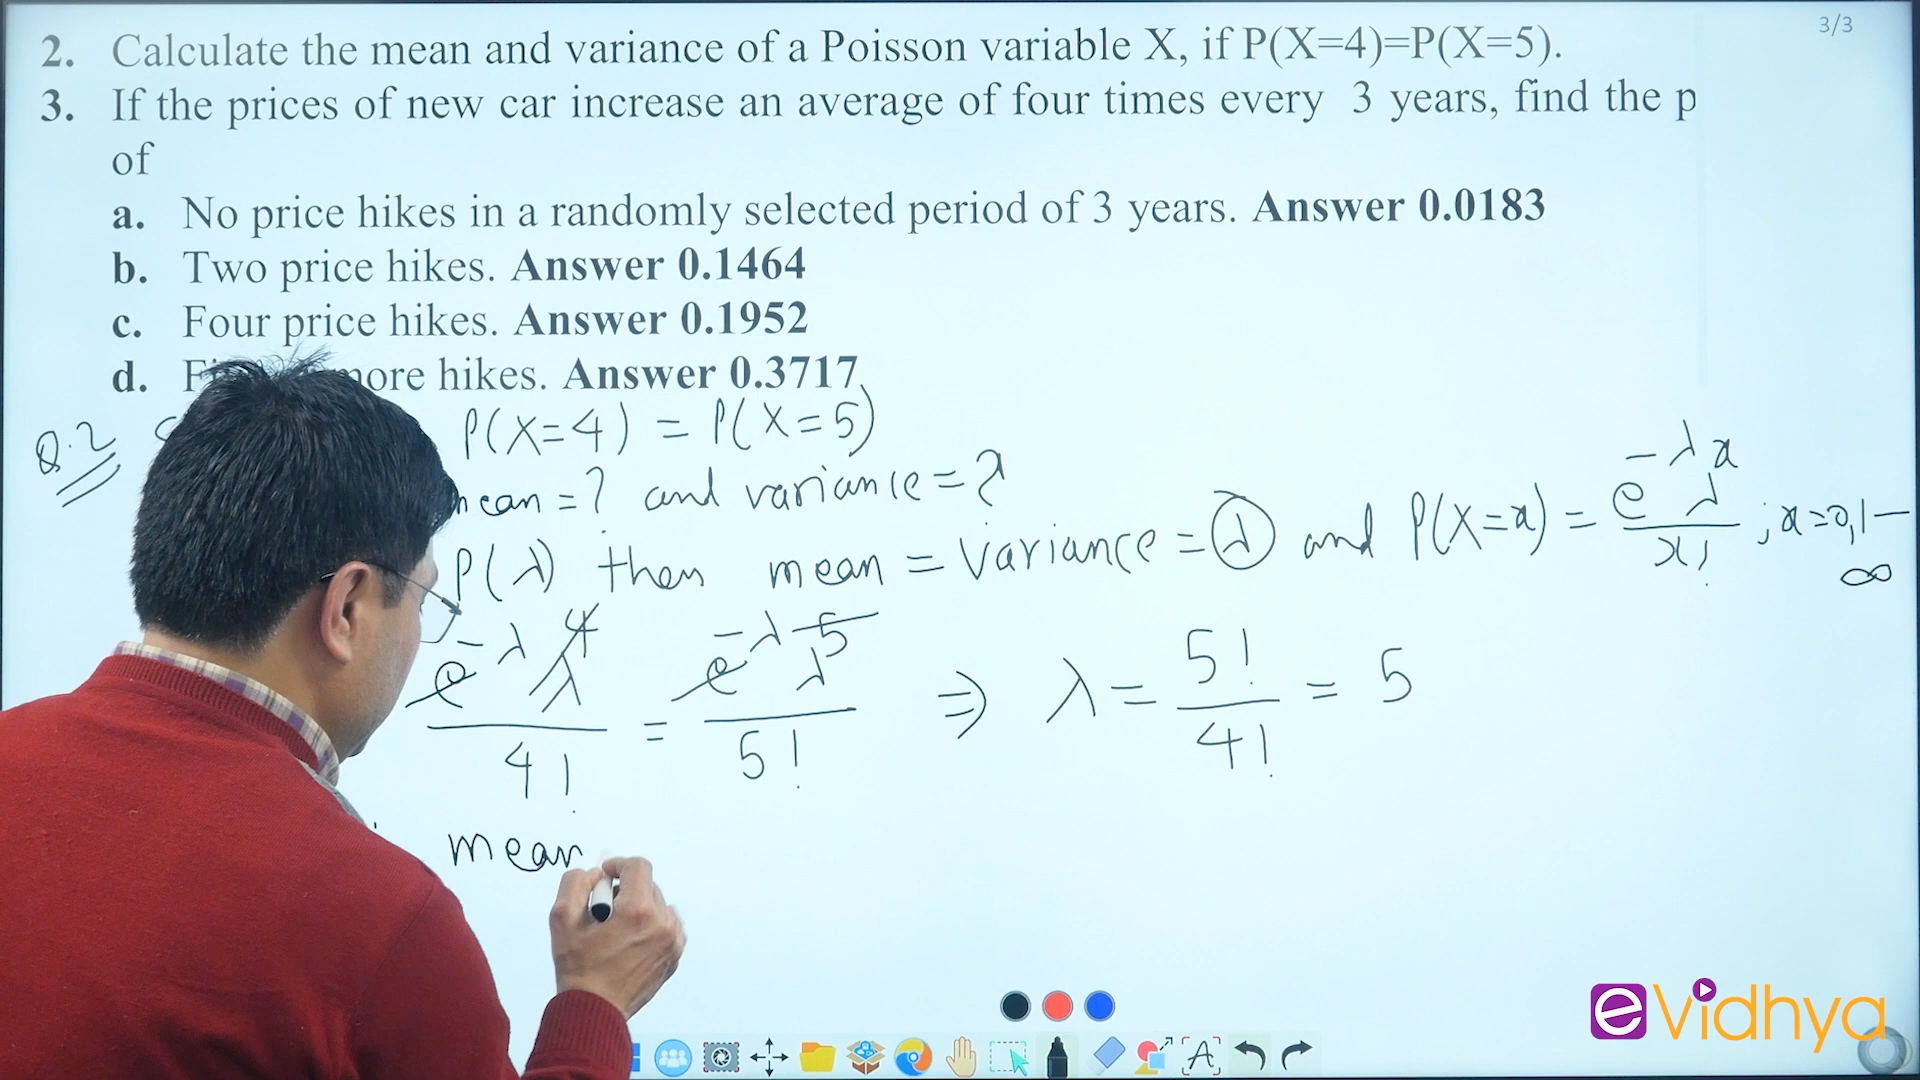 3/3
2. Calculate the mean and variance of a Poisson variable X, if P(X=4)=P(X=5).
3. If the prices of new car increase an average of four times every 3 years, find the p
of
a. No price hikes in a randomly selected period of 3 years. Answer 0.0183
b. Two price hikes. Answer 0.1464
c. Four price hikes. Answer 0.1952
d. more hikes. Answer 0.3717
Q.2 P(X=4) = P(X=5)
mean = ? and variance = ?
P(λ) then mean = variance = λ and P(X=x) = e^-λ λ^x / x! ; x=0,1— ∞
e^-λ λ^4 / 4! = e^-λ λ^5 / 5! ⇒ λ = 5! / 4! = 5
mean
eVidhya